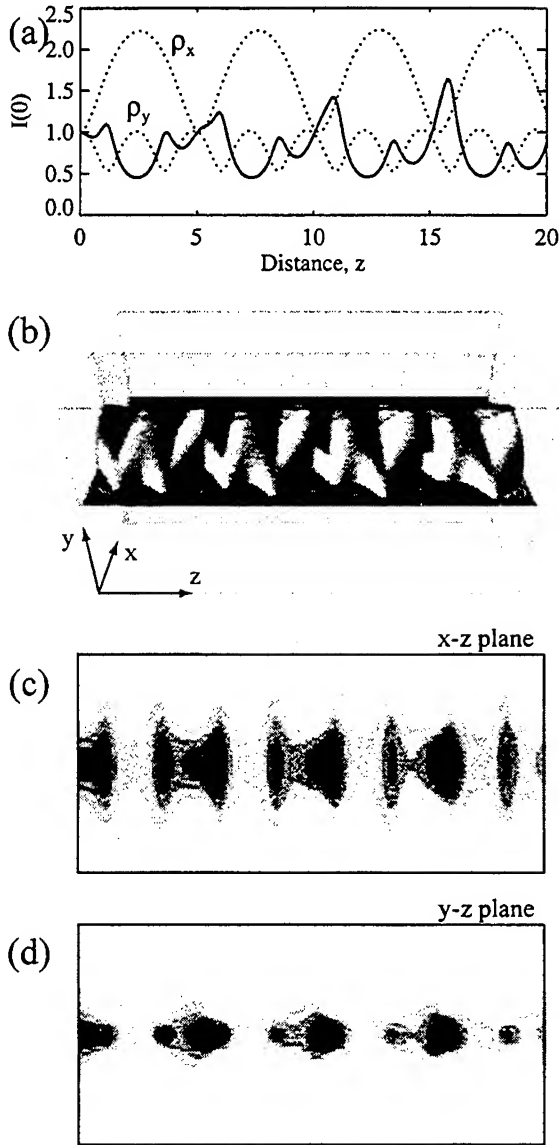 (a)
2.5
2.0
1.5
1.0
0.5
0.0
I(0)
ρx
ρy
0 5 10 15 20
Distance, z
(b)
y
x
z
x-z plane
(c)
y-z plane
(d)